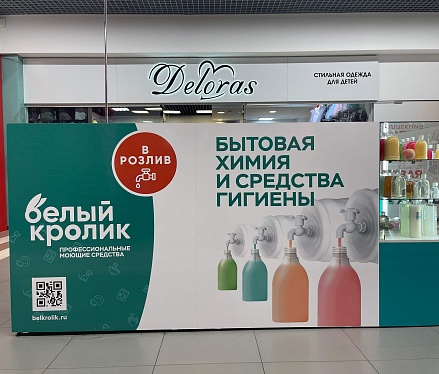 Deloras
СТИЛЬНАЯ ОДЕЖДА
ДЛЯ ДЕТЕЙ
В
РОЗЛИВ
БЫТОВАЯ
ХИМИЯ
И СРЕДСТВА
ГИГИЕНЫ
белый
кролик
ПРОФЕССИОНАЛЬНЫЕ
МОЮЩИЕ СРЕДСТВА
belkrolik.ru